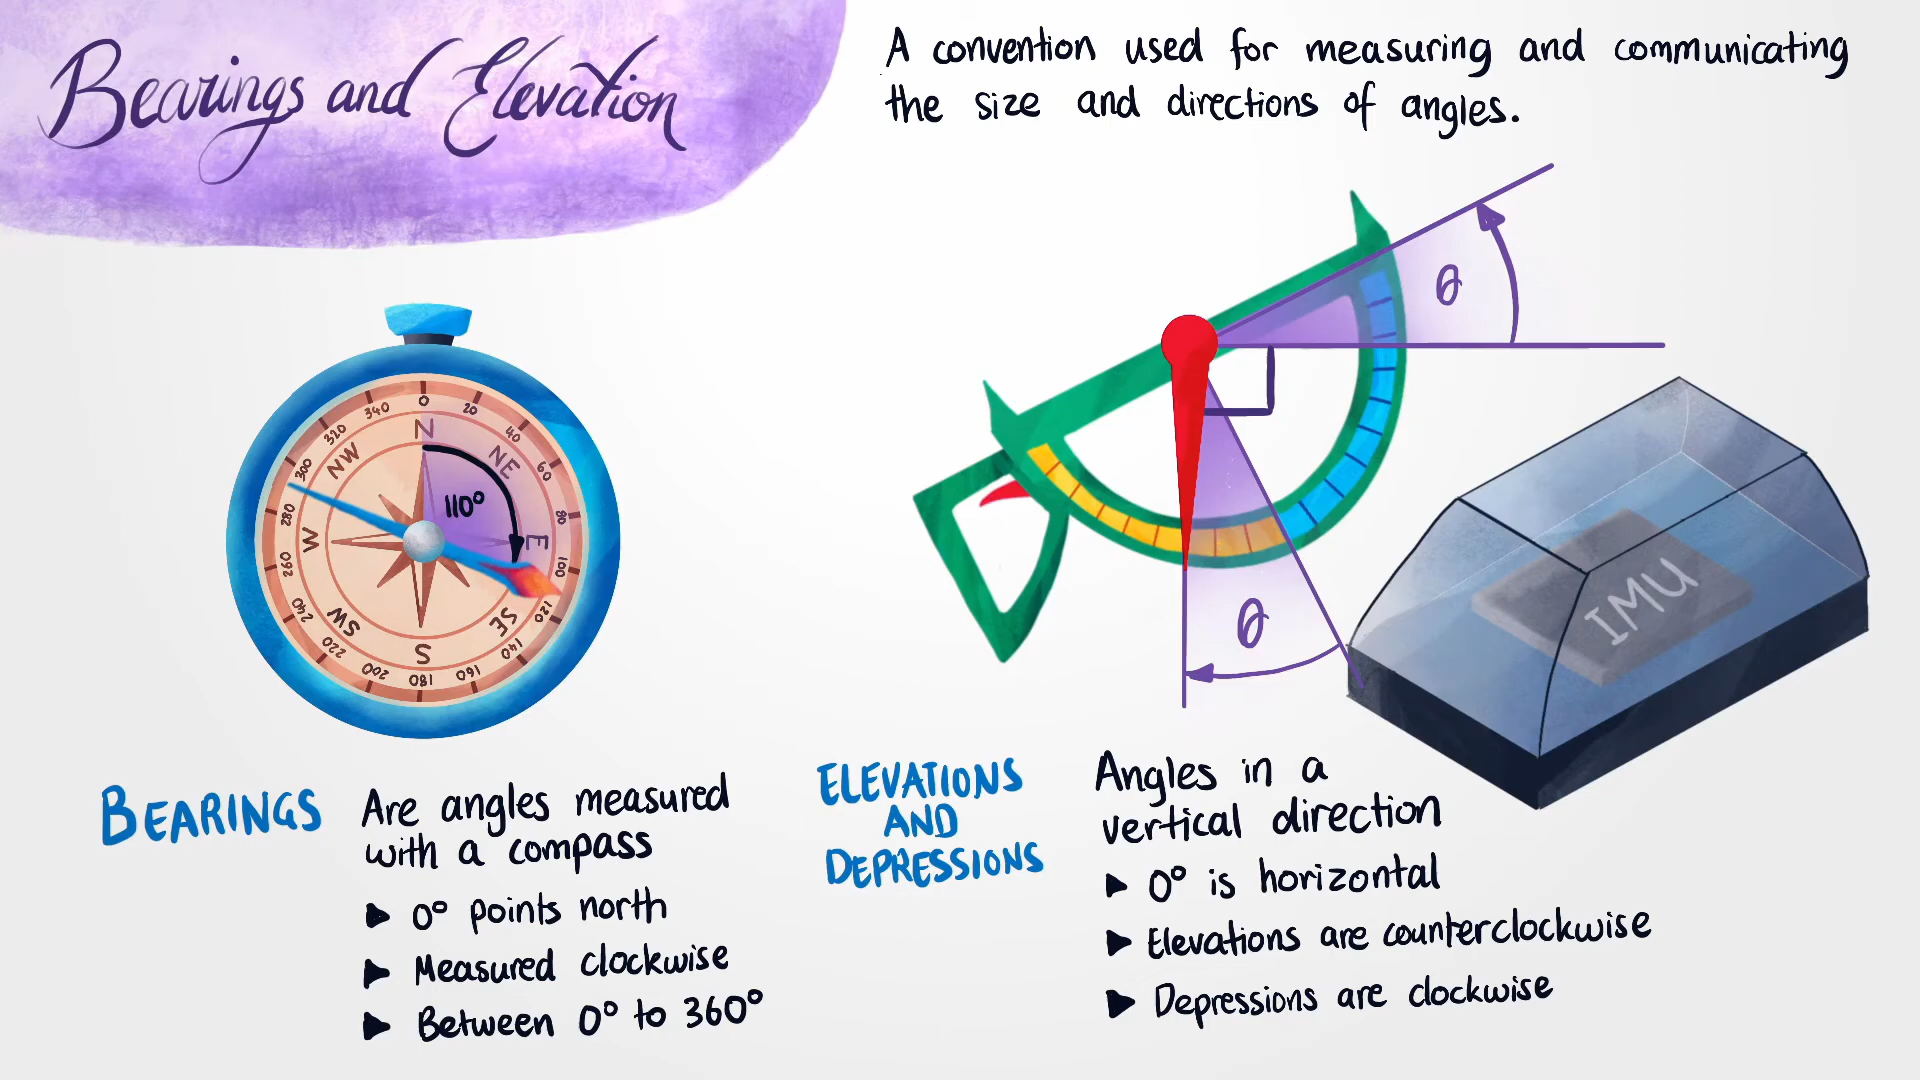 Bearings and Elevation
A convention used for measuring and communicating
the size and directions of angles.
0
20
40
60
80
100
120
140
160
180
200
220
240
260
280
300
320
340
N
NE
E
SE
S
SW
W
NW
110°
θ
θ
IMU
BEARINGS
Are angles measured
with a compass
▶ 0° points north
▶ Measured clockwise
▶ Between 0° to 360°
ELEVATIONS
AND
DEPRESSIONS
Angles in a
vertical direction
▶ 0° is horizontal
▶ Elevations are counterclockwise
▶ Depressions are clockwise